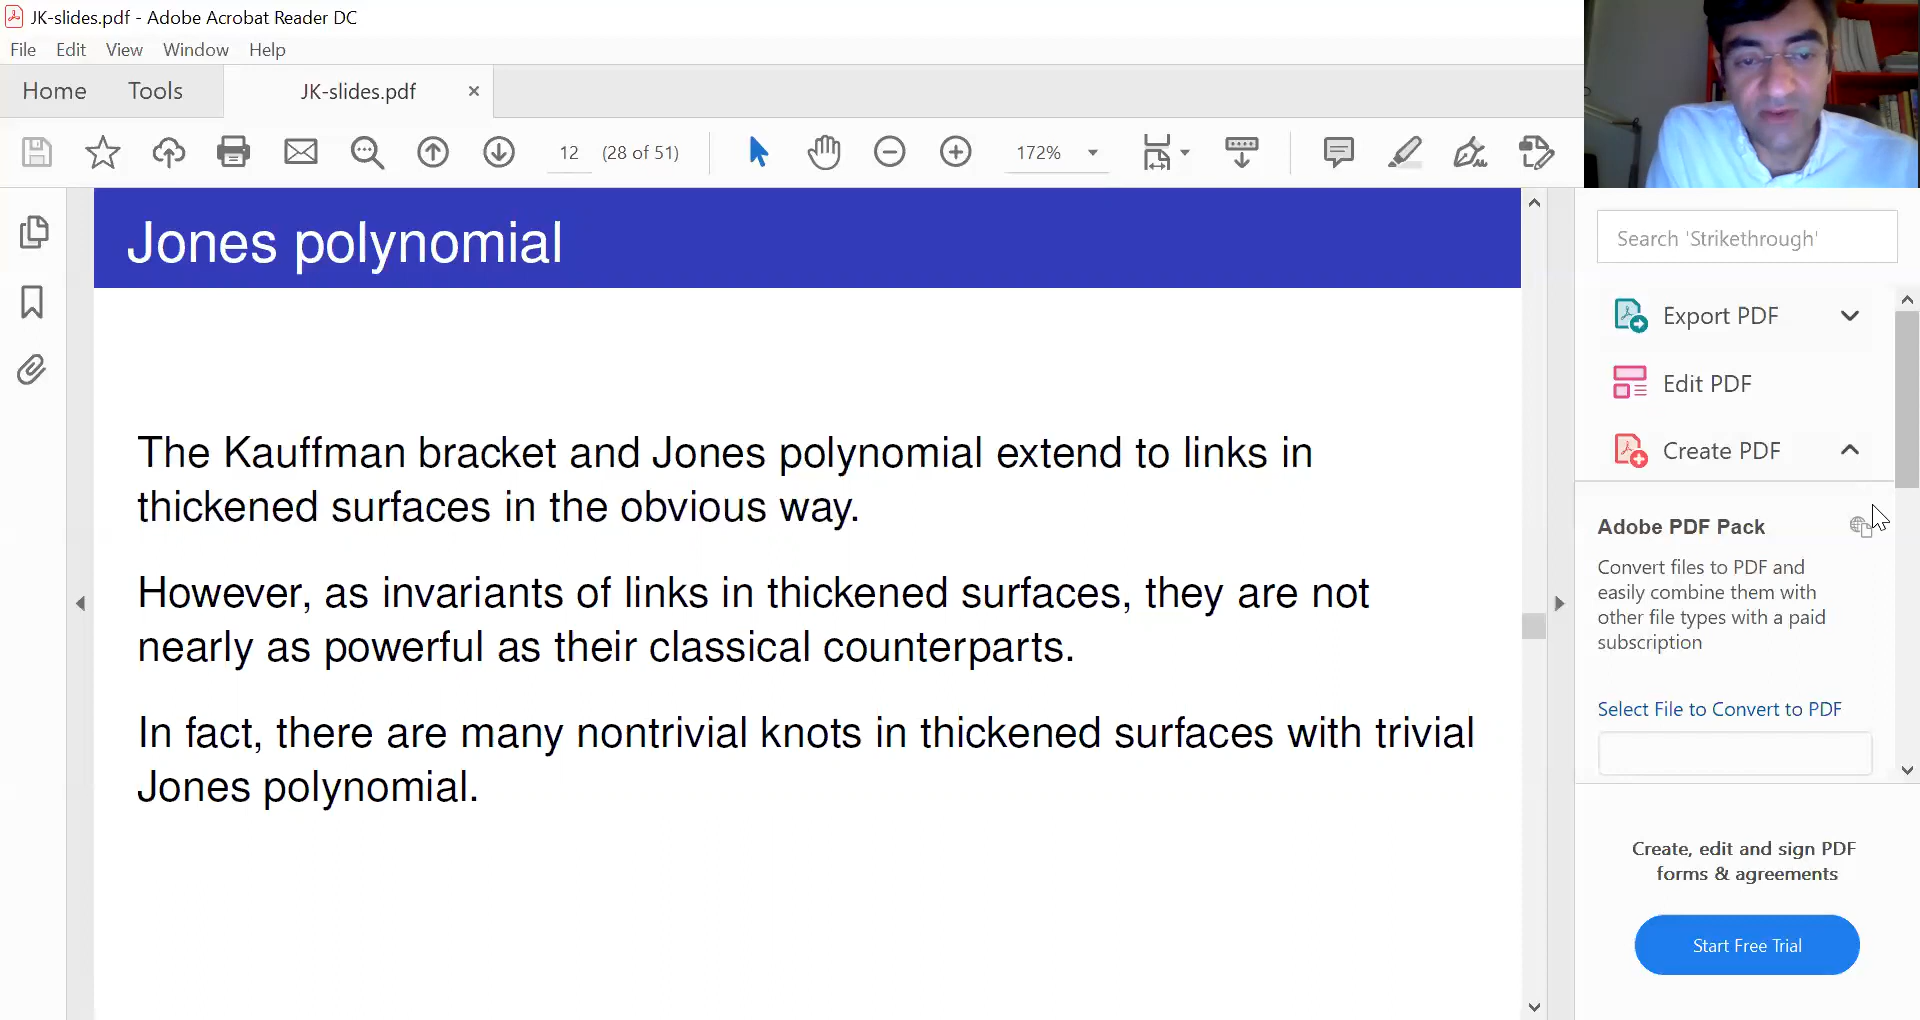 JK-slides.pdf - Adobe Acrobat Reader DC
File Edit View Window Help
Home Tools JK-slides.pdf ×
12 (28 of 51) 172%
Jones polynomial
The Kauffman bracket and Jones polynomial extend to links in
thickened surfaces in the obvious way.
However, as invariants of links in thickened surfaces, they are not
nearly as powerful as their classical counterparts.
In fact, there are many nontrivial knots in thickened surfaces with trivial
Jones polynomial.
Search 'Strikethrough'
Export PDF
Edit PDF
Create PDF
Adobe PDF Pack
Convert files to PDF and
easily combine them with
other file types with a paid
subscription
Select File to Convert to PDF
Create, edit and sign PDF
forms & agreements
Start Free Trial